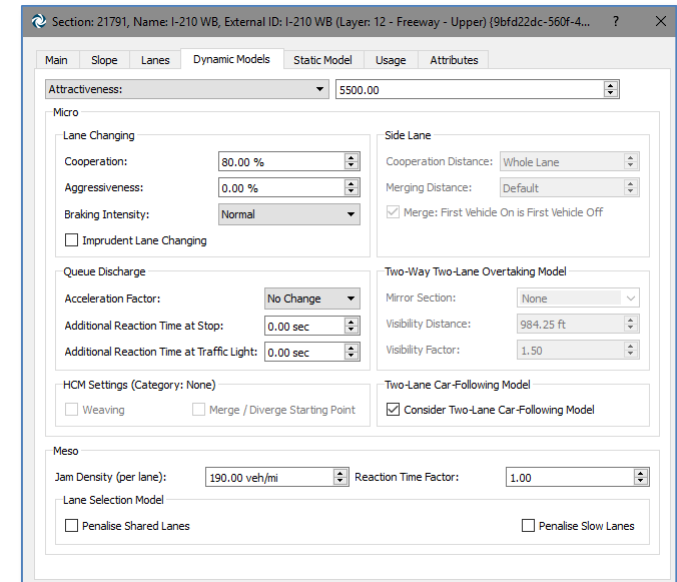 Section: 21791, Name: I-210 WB, External ID: I-210 WB (Layer: 12 - Freeway - Upper) {9bfd22dc-560f-4... ?
Main Slope Lanes Dynamic Models Static Model Usage Attributes
Attractiveness: 5500.00
Micro
Lane Changing
Cooperation: 80.00 %
Aggressiveness: 0.00 %
Braking Intensity: Normal
Imprudent Lane Changing
Side Lane
Cooperation Distance: Whole Lane
Merging Distance: Default
Merge: First Vehicle On is First Vehicle Off
Queue Discharge
Acceleration Factor: No Change
Additional Reaction Time at Stop: 0.00 sec
Additional Reaction Time at Traffic Light: 0.00 sec
Two-Way Two-Lane Overtaking Model
Mirror Section: None
Visibility Distance: 984.25 ft
Visibility Factor: 1.50
HCM Settings (Category: None)
Weaving Merge / Diverge Starting Point
Two-Lane Car-Following Model
Consider Two-Lane Car-Following Model
Meso
Jam Density (per lane): 190.00 veh/mi Reaction Time Factor: 1.00
Lane Selection Model
Penalise Shared Lanes Penalise Slow Lanes